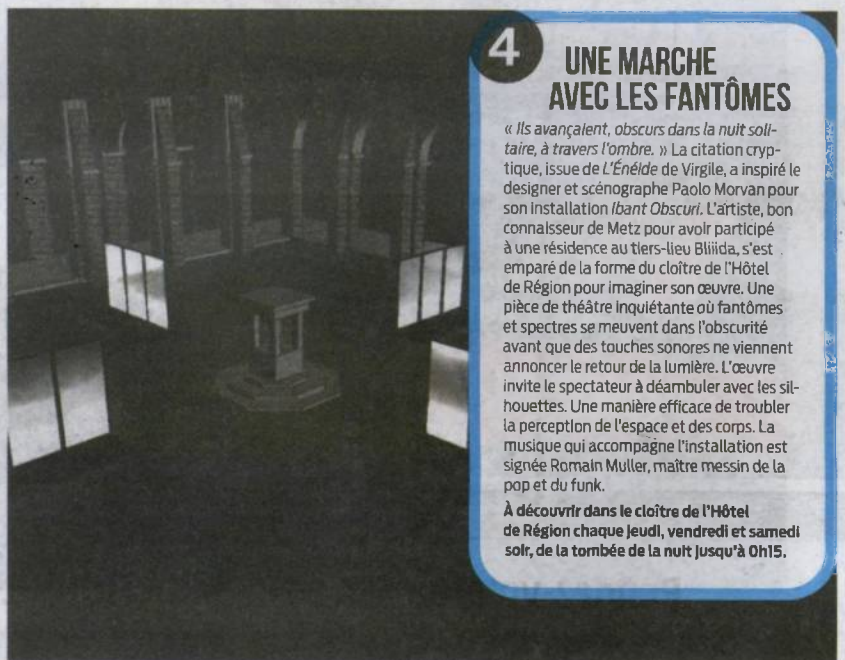 4
UNE MARCHE
AVEC LES FANTÔMES
« Ils avançaient, obscurs dans la nuit soli-
taire, à travers l'ombre. » La citation cryp-
tique, issue de L'Énéide de Virgile, a inspiré le
designer et scénographe Paolo Morvan pour
son installation Ibant Obscuri. L'artiste, bon
connaisseur de Metz pour avoir participé
à une résidence au tiers-lieu Bliiida, s'est
emparé de la forme du cloître de l'Hôtel
de Région pour imaginer son œuvre. Une
pièce de théâtre inquiétante où fantômes
et spectres se meuvent dans l'obscurité
avant que des touches sonores ne viennent
annoncer le retour de la lumière. L'œuvre
invite le spectateur à déambuler avec les sil-
houettes. Une manière efficace de troubler
la perception de l'espace et des corps. La
musique qui accompagne l'installation est
signée Romain Muller, maître messin de la
pop et du funk.
À découvrir dans le cloître de l'Hôtel
de Région chaque jeudi, vendredi et samedi
soir, de la tombée de la nuit jusqu'à 0h15.